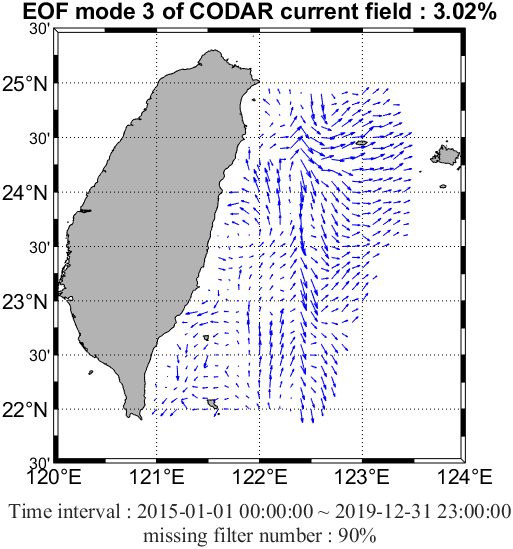 EOF mode 3 of CODAR current field : 3.02%
30'
25°N
30'
24°N
30'
23°N
30'
22°N
30'
120°E 121°E 122°E 123°E 124°E
Time interval : 2015-01-01 00:00:00 ~ 2019-12-31 23:00:00
missing filter number : 90%